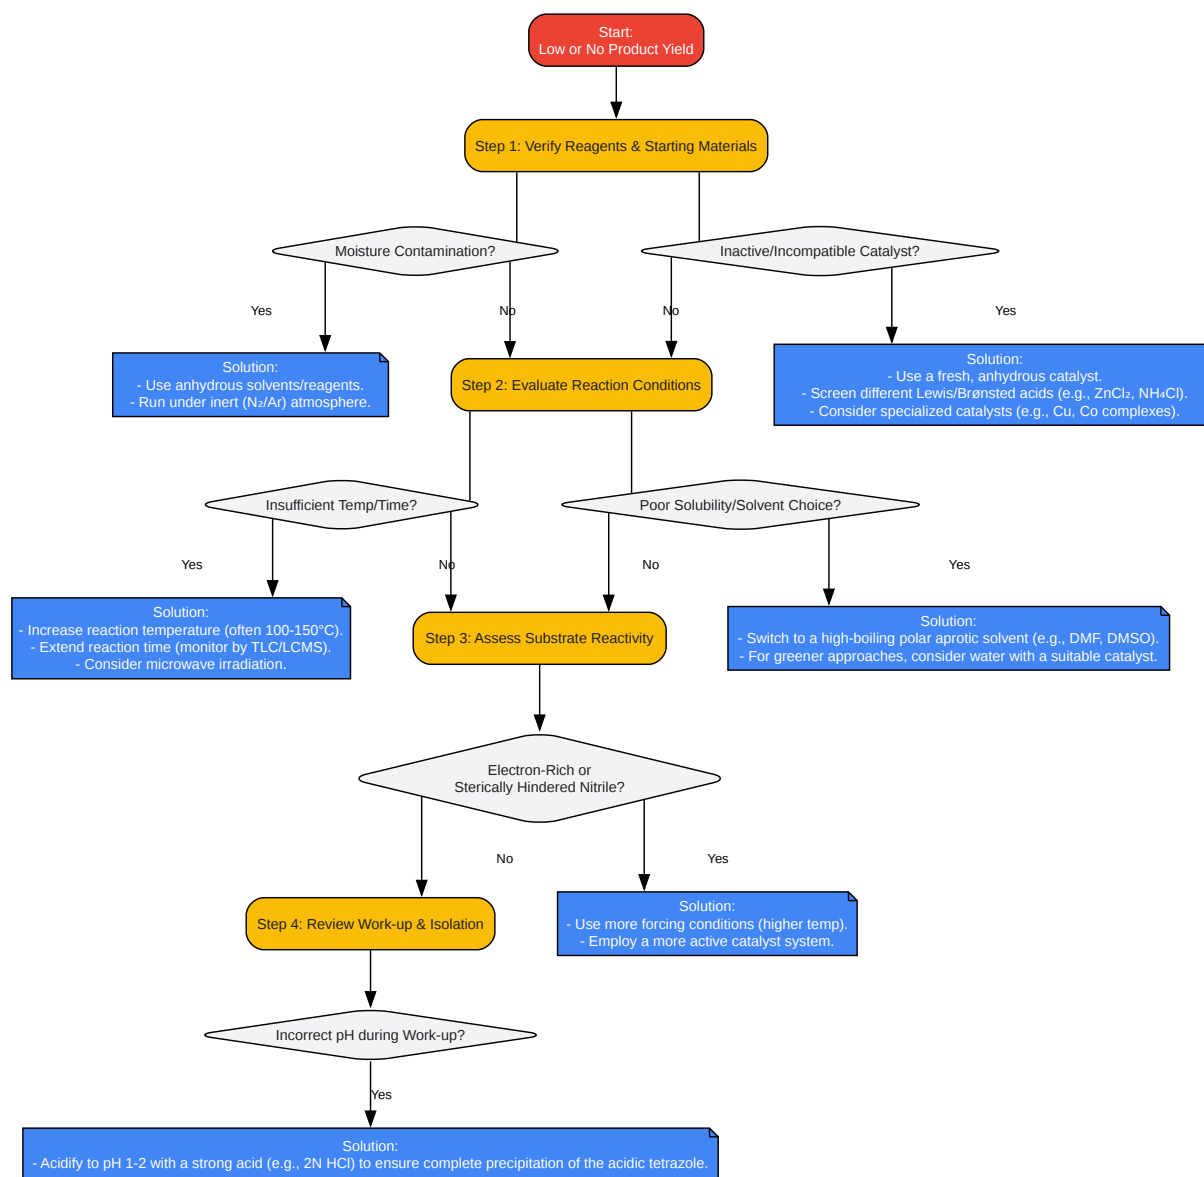 Start:
Low or No Product Yield
Step 1: Verify Reagents & Starting Materials
Moisture Contamination?
Inactive/Incompatible Catalyst?
Yes
No
No
Yes
Solution:
- Use anhydrous solvents/reagents.
- Run under inert (N₂/Ar) atmosphere.
Step 2: Evaluate Reaction Conditions
Solution:
- Use a fresh, anhydrous catalyst.
- Screen different Lewis/Brønsted acids (e.g., ZnCl₂, NH₄Cl).
- Consider specialized catalysts (e.g., Cu, Co complexes).
Insufficient Temp/Time?
Poor Solubility/Solvent Choice?
Yes
No
No
Yes
Solution:
- Increase reaction temperature (often 100-150°C).
- Extend reaction time (monitor by TLC/LCMS).
- Consider microwave irradiation.
Step 3: Assess Substrate Reactivity
Solution:
- Switch to a high-boiling polar aprotic solvent (e.g., DMF, DMSO).
- For greener approaches, consider water with a suitable catalyst.
Electron-Rich or
Sterically Hindered Nitrile?
No
Yes
Step 4: Review Work-up & Isolation
Solution:
- Use more forcing conditions (higher temp).
- Employ a more active catalyst system.
Incorrect pH during Work-up?
Yes
Solution:
- Acidify to pH 1-2 with a strong acid (e.g., 2N HCl) to ensure complete precipitation of the acidic tetrazole.